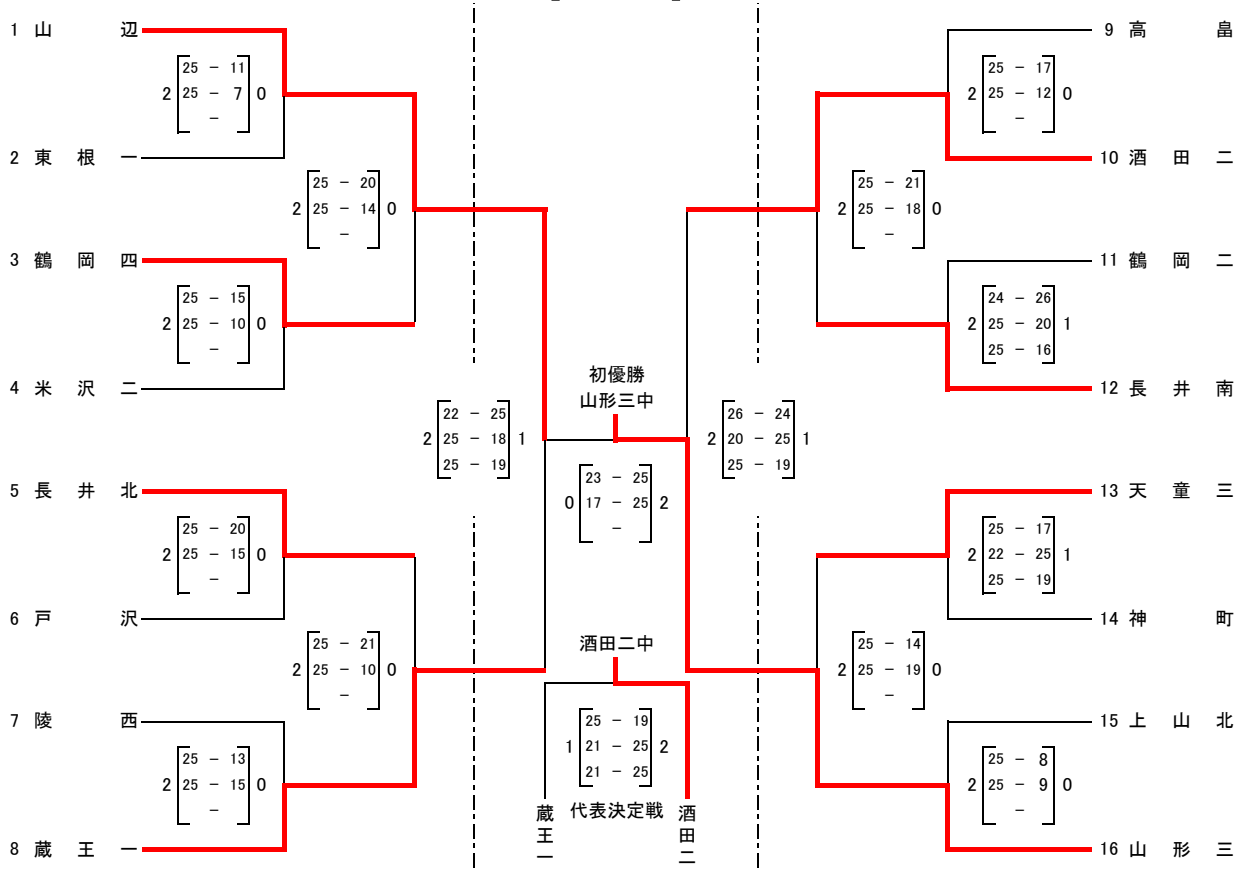 1 山辺
25 － 11
2 25 － 7 0
－
2 東根一
25 － 20
2 25 － 14 0
－
3 鶴岡四
25 － 15
2 25 － 10 0
－
4 米沢二
22 － 25
2 25 － 18 1
25 － 19
5 長井北
25 － 20
2 25 － 15 0
－
6 戸沢
25 － 21
2 25 － 10 0
－
7 陵西
25 － 13
2 25 － 15 0
－
8 蔵王一
初優勝
山形三中
23 － 25
0 17 － 25 2
－
酒田二中
25 － 19
1 21 － 25 2
21 － 25
代表決定戦
蔵王一
酒田二
9 高畠
25 － 17
2 25 － 12 0
－
10 酒田二
25 － 21
2 25 － 18 0
－
11 鶴岡二
24 － 26
2 25 － 20 1
25 － 16
12 長井南
26 － 24
2 20 － 25 1
25 － 19
13 天童三
25 － 17
2 22 － 25 1
25 － 19
14 神町
25 － 14
2 25 － 19 0
－
15 上山北
25 － 8
2 25 － 9 0
－
16 山形三